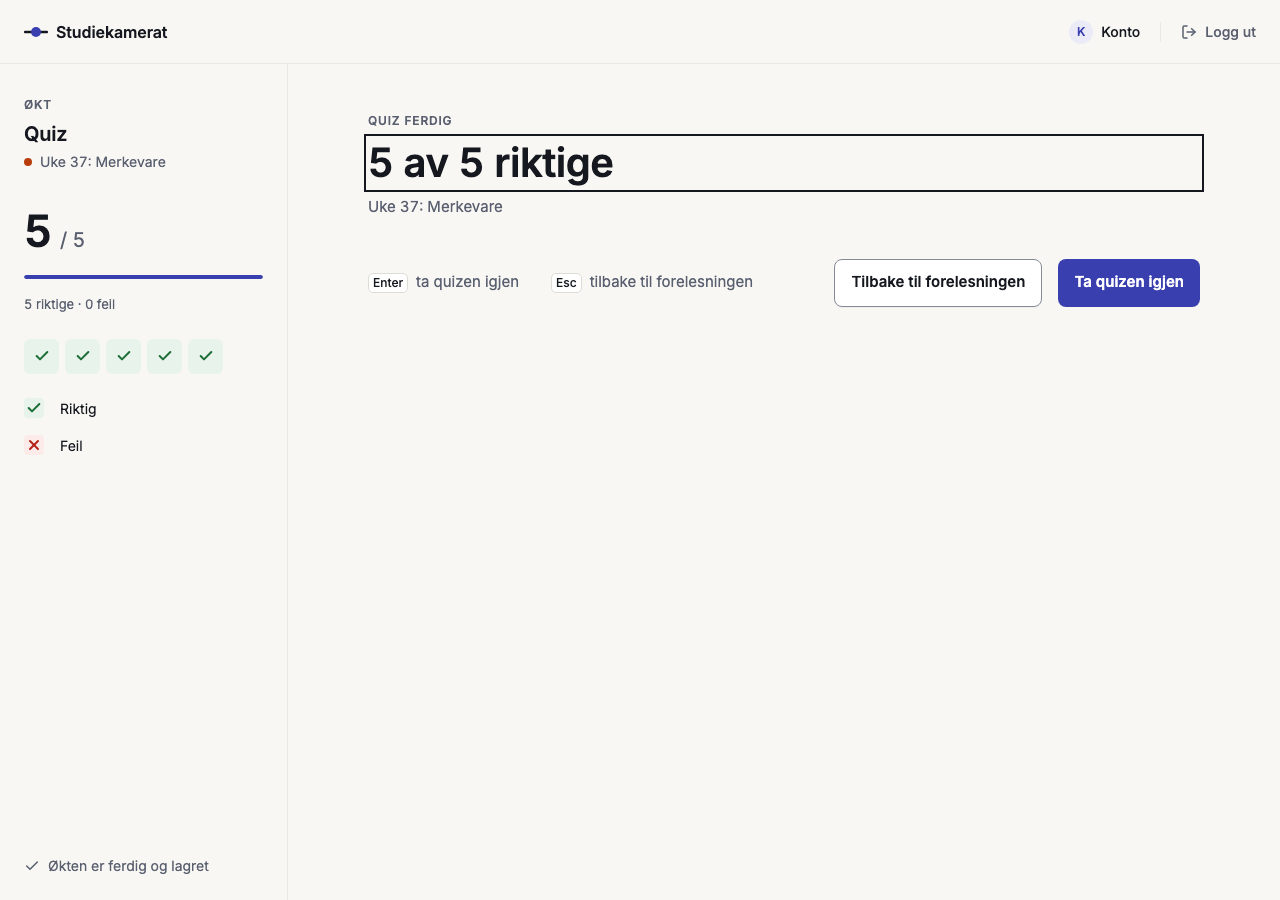 Studiekamerat
K Konto
Logg ut
ØKT
Quiz
Uke 37: Merkevare
5 / 5
5 riktige · 0 feil
Riktig
Feil
Økten er ferdig og lagret
QUIZ FERDIG
5 av 5 riktige
Uke 37: Merkevare
Enter ta quizen igjen
Esc tilbake til forelesningen
Tilbake til forelesningen
Ta quizen igjen